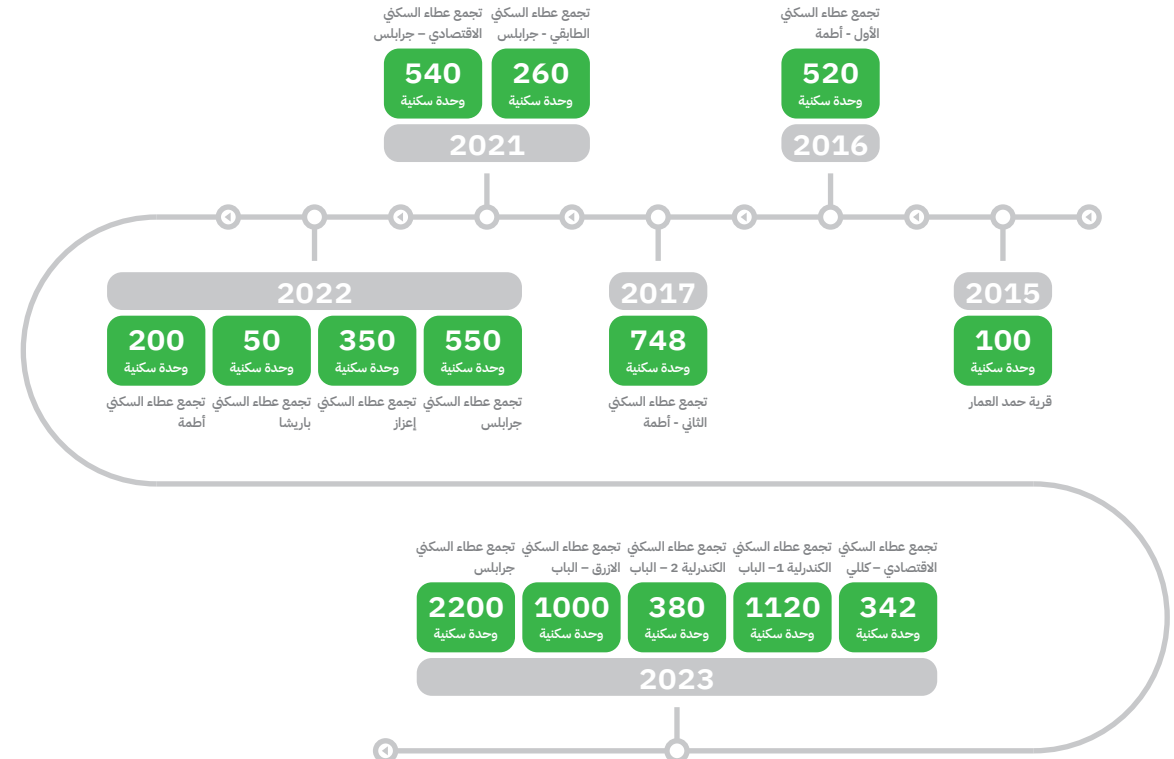 تجمع عطاء السكني
الأول - أطمة
520
وحدة سكنية
2016
تجمع عطاء السكني
الطابقي - جرابلس
260
وحدة سكنية
تجمع عطاء السكني
الاقتصادي – جرابلس
540
وحدة سكنية
2021
2015
100
وحدة سكنية
قرية حمد العمار
2017
748
وحدة سكنية
تجمع عطاء السكني
الثاني - أطمة
2022
550
وحدة سكنية
تجمع عطاء السكني
جرابلس
350
وحدة سكنية
تجمع عطاء السكني
إعزاز
50
وحدة سكنية
تجمع عطاء السكني
باريشا
200
وحدة سكنية
تجمع عطاء السكني
أطمة
تجمع عطاء السكني
الاقتصادي – كللي
342
وحدة سكنية
تجمع عطاء السكني
الكندرلية 1– الباب
1120
وحدة سكنية
تجمع عطاء السكني
الكندرلية 2 – الباب
380
وحدة سكنية
تجمع عطاء السكني
الازرق – الباب
1000
وحدة سكنية
تجمع عطاء السكني
جرابلس
2200
وحدة سكنية
2023